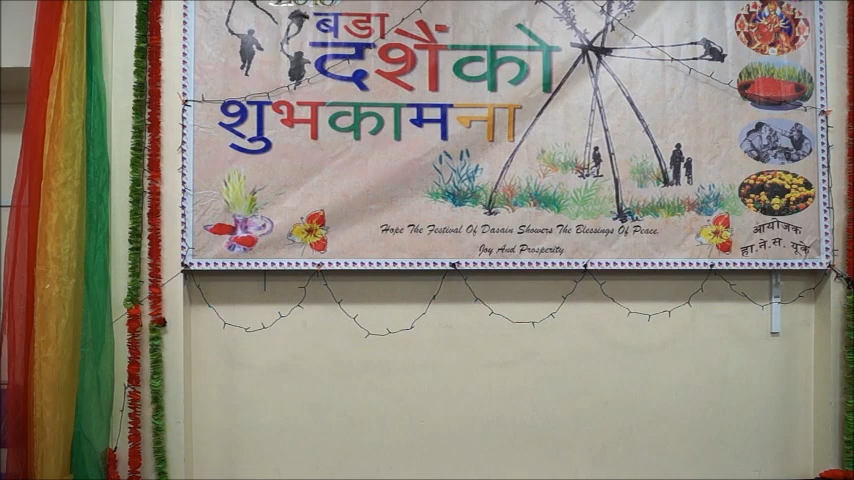 बडा
दशैंको
शुभकामना
Hope The Festival Of Dasain Showers The Blessings Of Peace
Joy And Prosperity
आयोजक
हा.ने.स. यूके